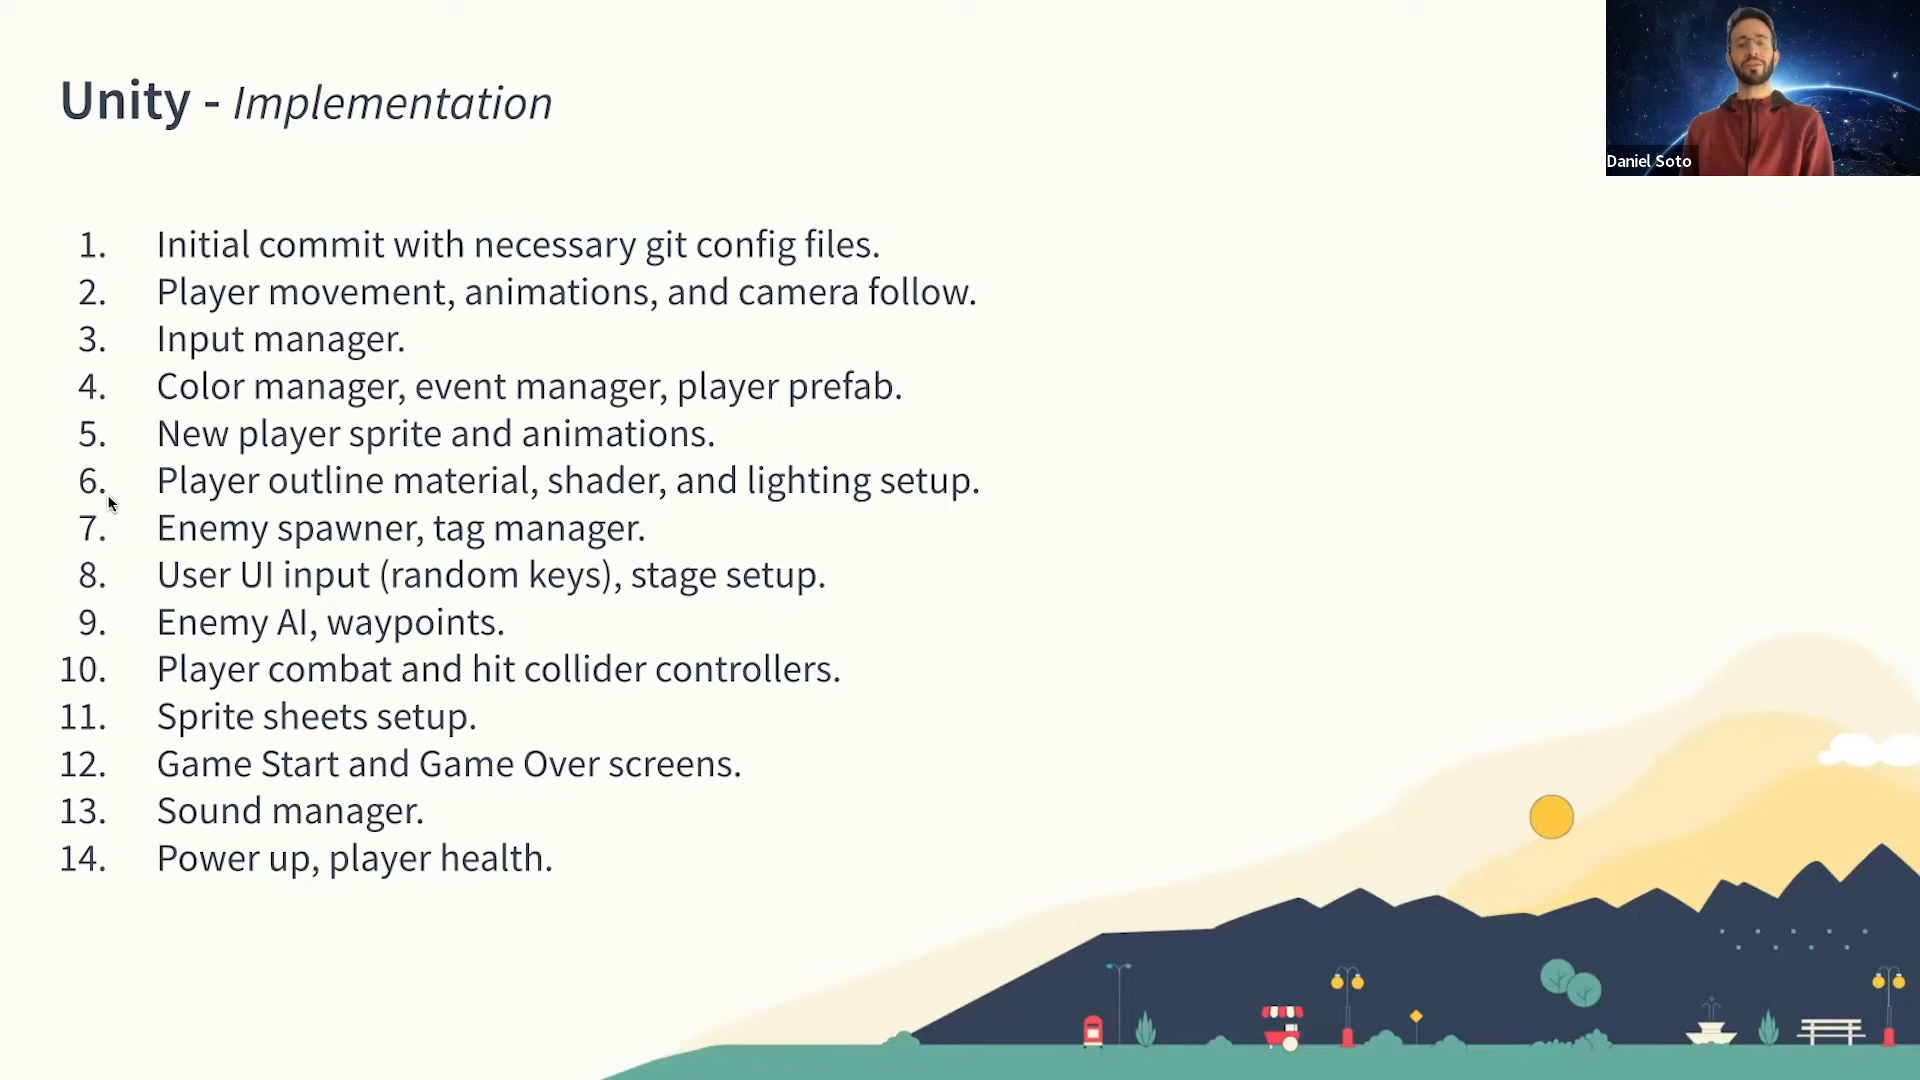 Unity - Implementation
Daniel Soto
1. Initial commit with necessary git config files.
2. Player movement, animations, and camera follow.
3. Input manager.
4. Color manager, event manager, player prefab.
5. New player sprite and animations.
6. Player outline material, shader, and lighting setup.
7. Enemy spawner, tag manager.
8. User UI input (random keys), stage setup.
9. Enemy AI, waypoints.
10. Player combat and hit collider controllers.
11. Sprite sheets setup.
12. Game Start and Game Over screens.
13. Sound manager.
14. Power up, player health.